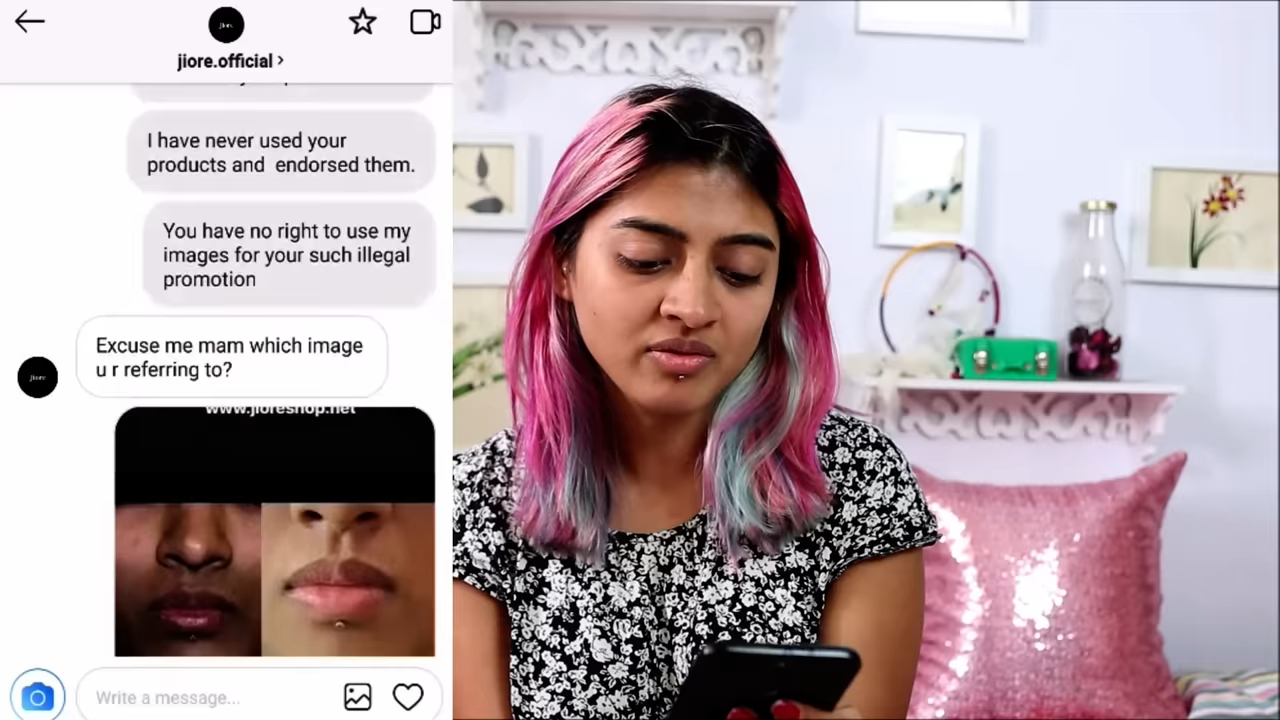 jiore.official
I have never used your
products and endorsed them.
You have no right to use my
images for your such illegal
promotion
Excuse me mam which image
u r referring to?
www.jioreshop.net
Write a message...